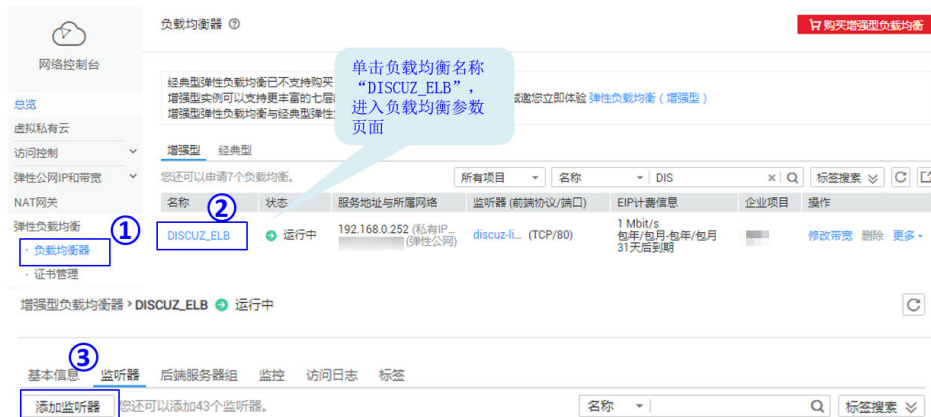 网络控制台
总览
虚拟私有云
访问控制
弹性公网IP和带宽
NAT网关
弹性负载均衡
· 负载均衡器
· 证书管理
①
负载均衡器
购买增强型负载均衡
经典型弹性负载均衡已不支持购买
增强型实例可以支持更丰富的七层
诚邀您立即体验 弹性负载均衡（增强型）
增强型弹性负载均衡与经典型弹性
单击负载均衡名称
“DISCUZ_ELB”，
进入负载均衡参数
页面
增强型 经典型
您还可以申请7个负载均衡。
所有项目 名称 DIS 标签搜索
名称 状态 服务地址与所属网络 监听器 (前端协议/端口) EIP计费信息 企业项目 操作
②
DISCUZ_ELB 运行中 192.168.0.252 (私有IP... (弹性公网) discuz-li... (TCP/80) 1 Mbit/s 包年/包月-包年/包月 31天后到期 修改带宽 删除 更多
增强型负载均衡器 › DISCUZ_ELB 运行中
③
基本信息 监听器 后端服务器组 监控 访问日志 标签
添加监听器 您还可以添加43个监听器。 名称 标签搜索